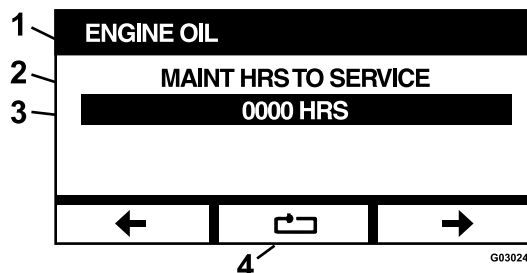 1
ENGINE OIL
2
MAINT HRS TO SERVICE
3
0000 HRS
4
G03024